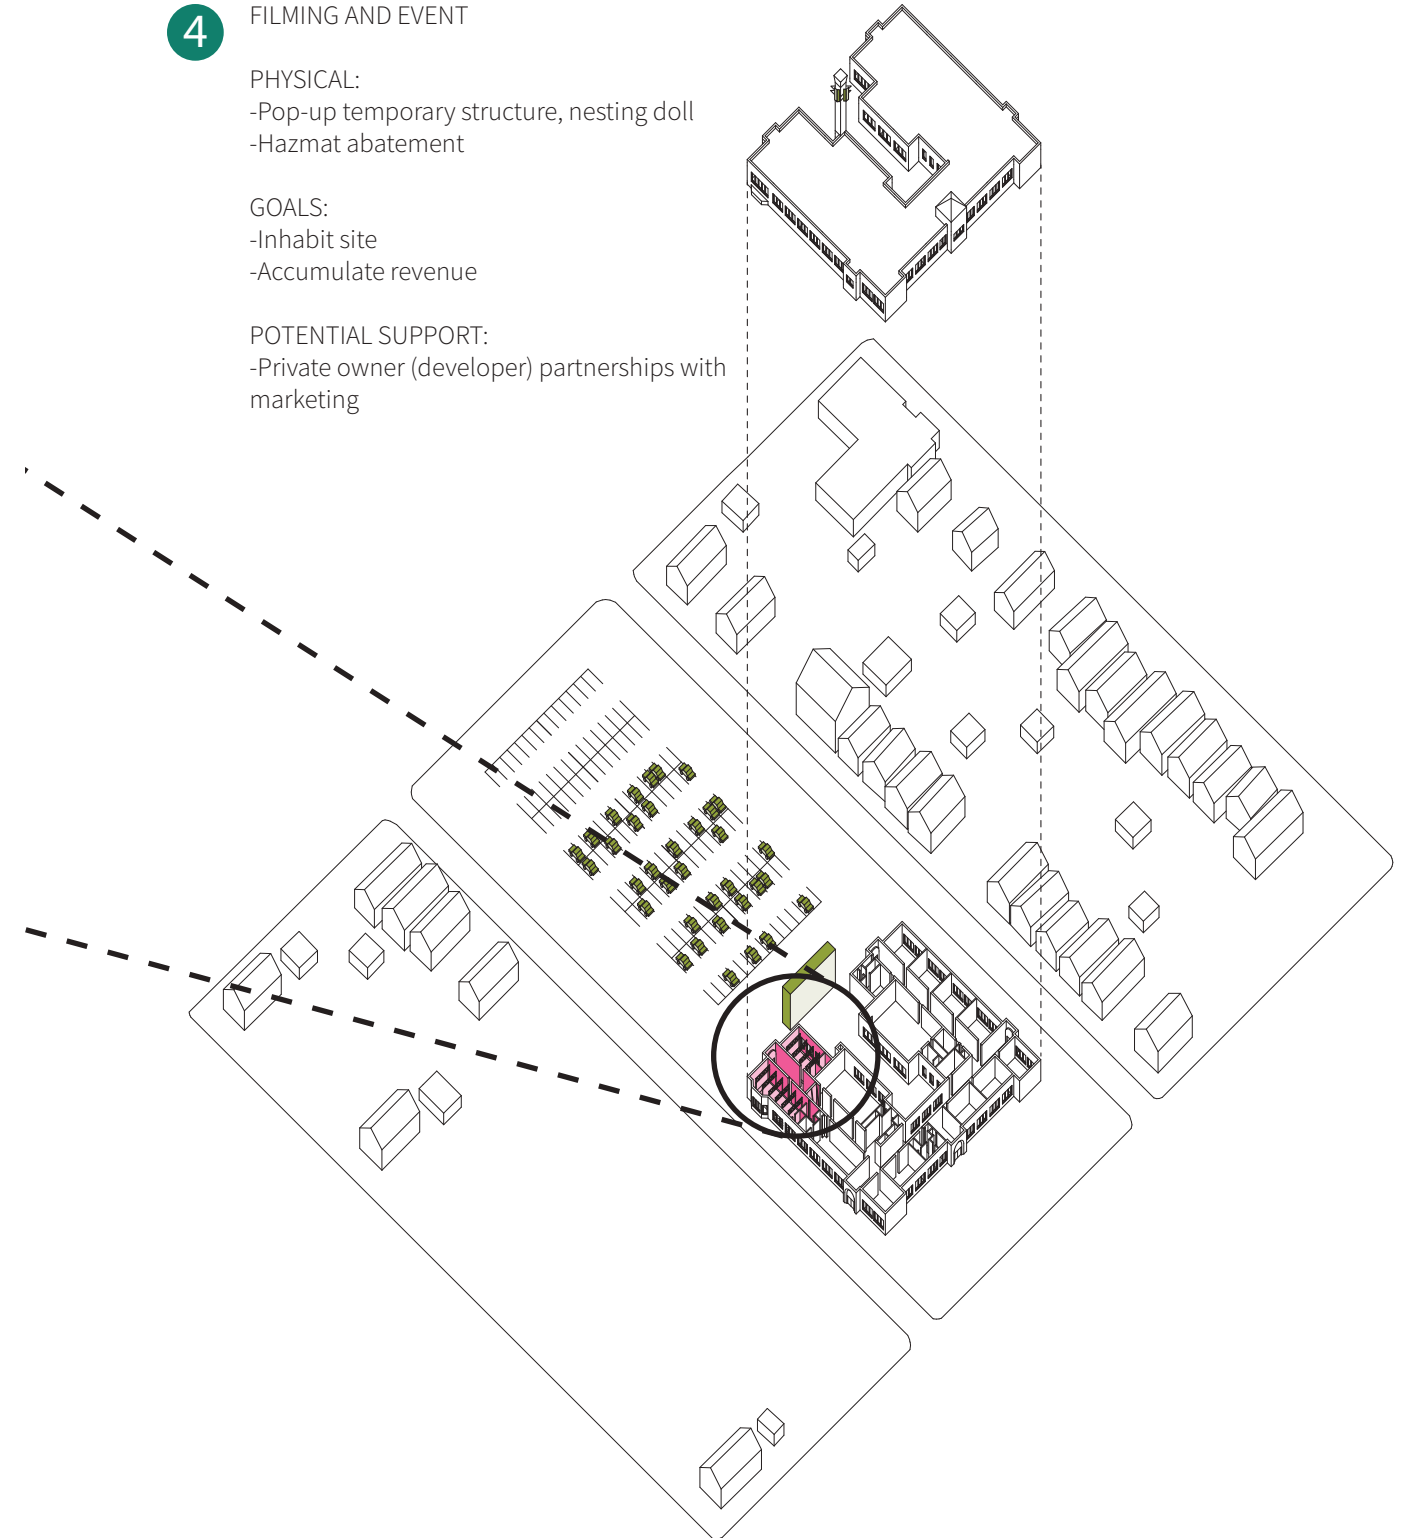 4
FILMING AND EVENT
PHYSICAL:
-Pop-up temporary structure, nesting doll
-Hazmat abatement
GOALS:
-Inhabit site
-Accumulate revenue
POTENTIAL SUPPORT:
-Private owner (developer) partnerships with
marketing